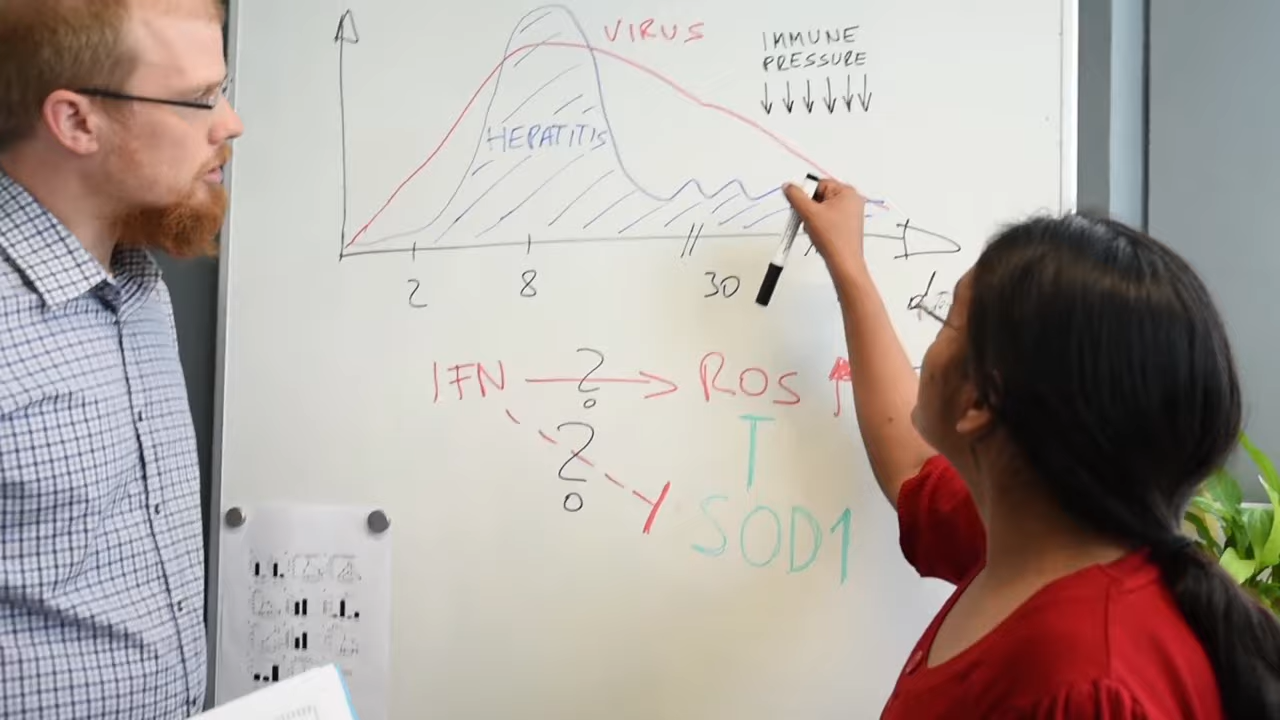 VIRUS
IMMUNE
PRESSURE
HEPATITIS
2 8 30
IFN ? ROS
?
SOD1